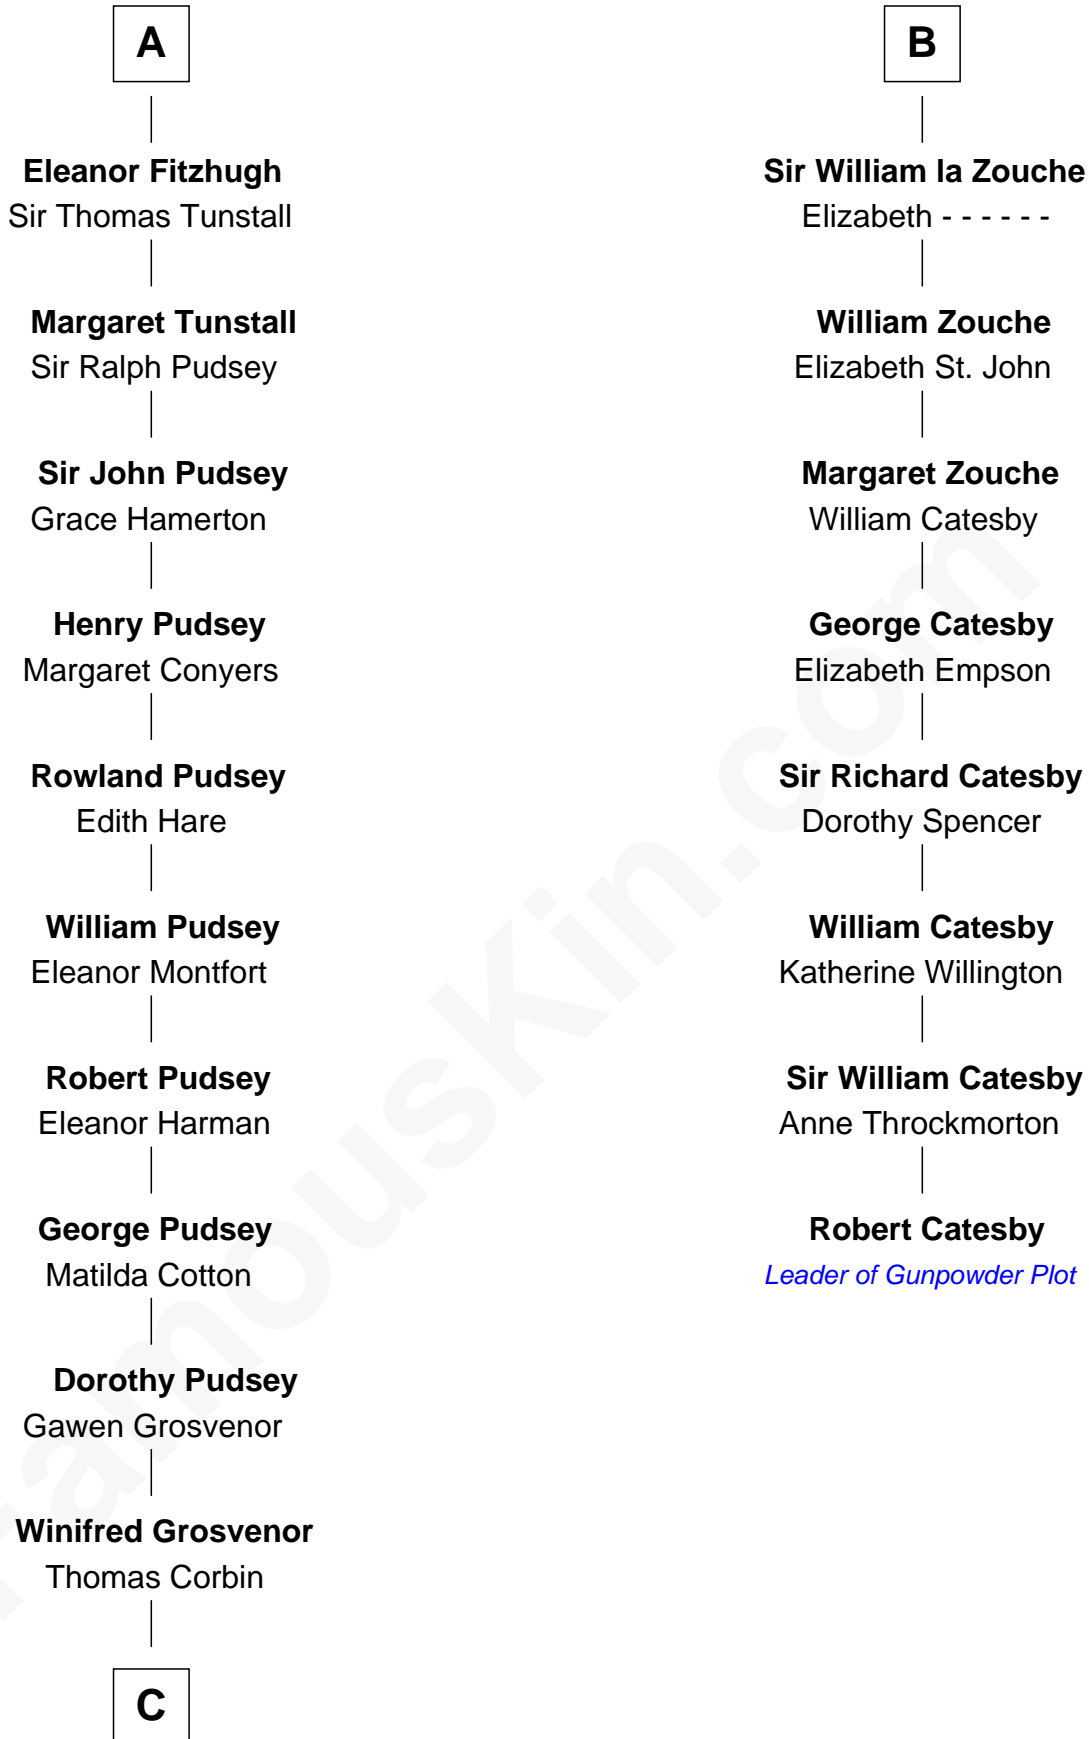 A
Eleanor Fitzhugh
Sir Thomas Tunstall
Margaret Tunstall
Sir Ralph Pudsey
Sir John Pudsey
Grace Hamerton
Henry Pudsey
Margaret Conyers
Rowland Pudsey
Edith Hare
William Pudsey
Eleanor Montfort
Robert Pudsey
Eleanor Harman
George Pudsey
Matilda Cotton
Dorothy Pudsey
Gawen Grosvenor
Winifred Grosvenor
Thomas Corbin
C
B
Sir William la Zouche
Elizabeth - - - - - -
William Zouche
Elizabeth St. John
Margaret Zouche
William Catesby
George Catesby
Elizabeth Empson
Sir Richard Catesby
Dorothy Spencer
William Catesby
Katherine Willington
Sir William Catesby
Anne Throckmorton
Robert Catesby
Leader of Gunpowder Plot
FamousKin.com